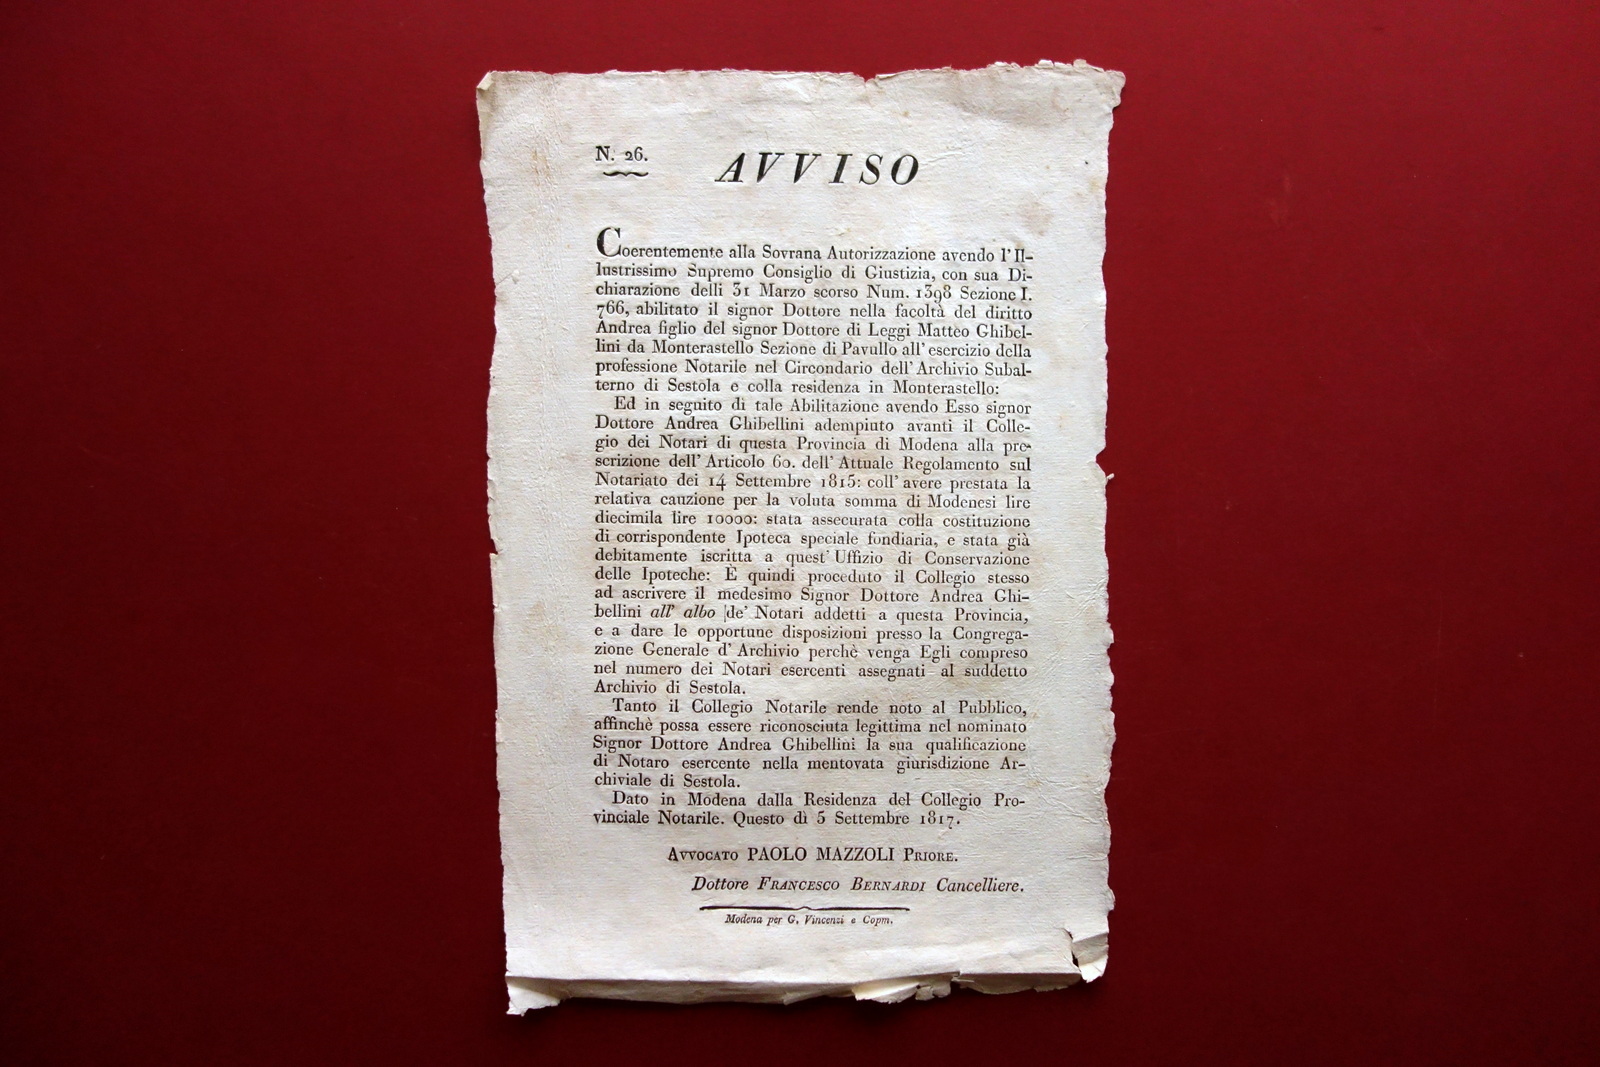 N. 26.
AVVISO
Coerentemente alla Sovrana Autorizzazione avendo l'Il-
lustrissimo Supremo Consiglio di Giustizia, con sua Di-
chiarazione delli 31 Marzo scorso Num. 1398 Sezione I.
766, abilitato il signor Dottore nella facoltà del diritto
Andrea figlio del signor Dottore di Leggi Matteo Ghibel-
lini da Monterastello Sezione di Pavullo all' esercizio della
professione Notarile nel Circondario dell' Archivio Subal-
terno di Sestola e colla residenza in Monterastello:
Ed in seguito di tale Abilitazione avendo Esso signor
Dottore Andrea Ghibellini adempiuto avanti il Colle-
gio dei Notari di questa Provincia di Modena alla pre-
scrizione dell' Articolo 60. dell' Attuale Regolamento sul
Notariato dei 14 Settembre 1815: coll' avere prestata la
relativa cauzione per la voluta somma di Modenesi lire
diecimila lire 10000: stata assecurata colla costituzione
di corrispondente Ipoteca speciale fondiaria, e stata già
debitamente iscritta a quest' Uffizio di Conservazione
delle Ipoteche: È quindi proceduto il Collegio stesso
ad ascrivere il medesimo Signor Dottore Andrea Ghi-
bellini all' albo de' Notari addetti a questa Provincia,
e a dare le opportune disposizioni presso la Congrega-
zione Generale d' Archivio perchè venga Egli compreso
nel numero dei Notari esercenti assegnati al suddetto
Archivio di Sestola.
Tanto il Collegio Notarile rende noto al Pubblico,
affinchè possa essere riconosciuta legittima nel nominato
Signor Dottore Andrea Ghibellini la sua qualificazione
di Notaro esercente nella mentovata giurisdizione Ar-
chiviale di Sestola.
Dato in Modena dalla Residenza del Collegio Pro-
vinciale Notarile. Questo dì 5 Settembre 1817.
Avvocato PAOLO MAZZOLI Priore.
Dottore Francesco Bernardi Cancelliere.
Modena per G. Vincenzi e Copm.